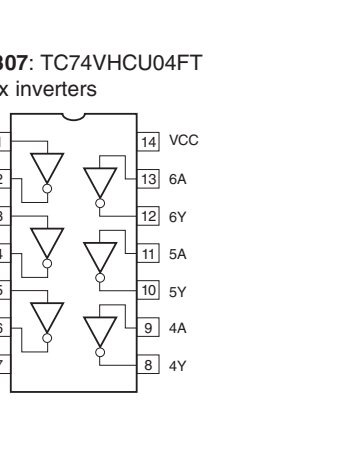 307: TC74VHCU04FT
x inverters
14 VCC
13 6A
12 6Y
11 5A
10 5Y
9 4A
8 4Y